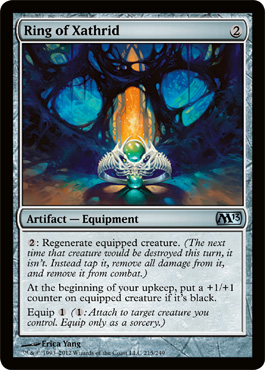 Ring of Xathrid 2
M13
Artifact — Equipment
2: Regenerate equipped creature. (The next
time that creature would be destroyed this turn, it
isn't. Instead tap it, remove all damage from it,
and remove it from combat.)
At the beginning of your upkeep, put a +1/+1
counter on equipped creature if it's black.
Equip 1 (1: Attach to target creature you
control. Equip only as a sorcery.)
Erica Yang
™ & © 1993–2012 Wizards of the Coast LLC 215/249